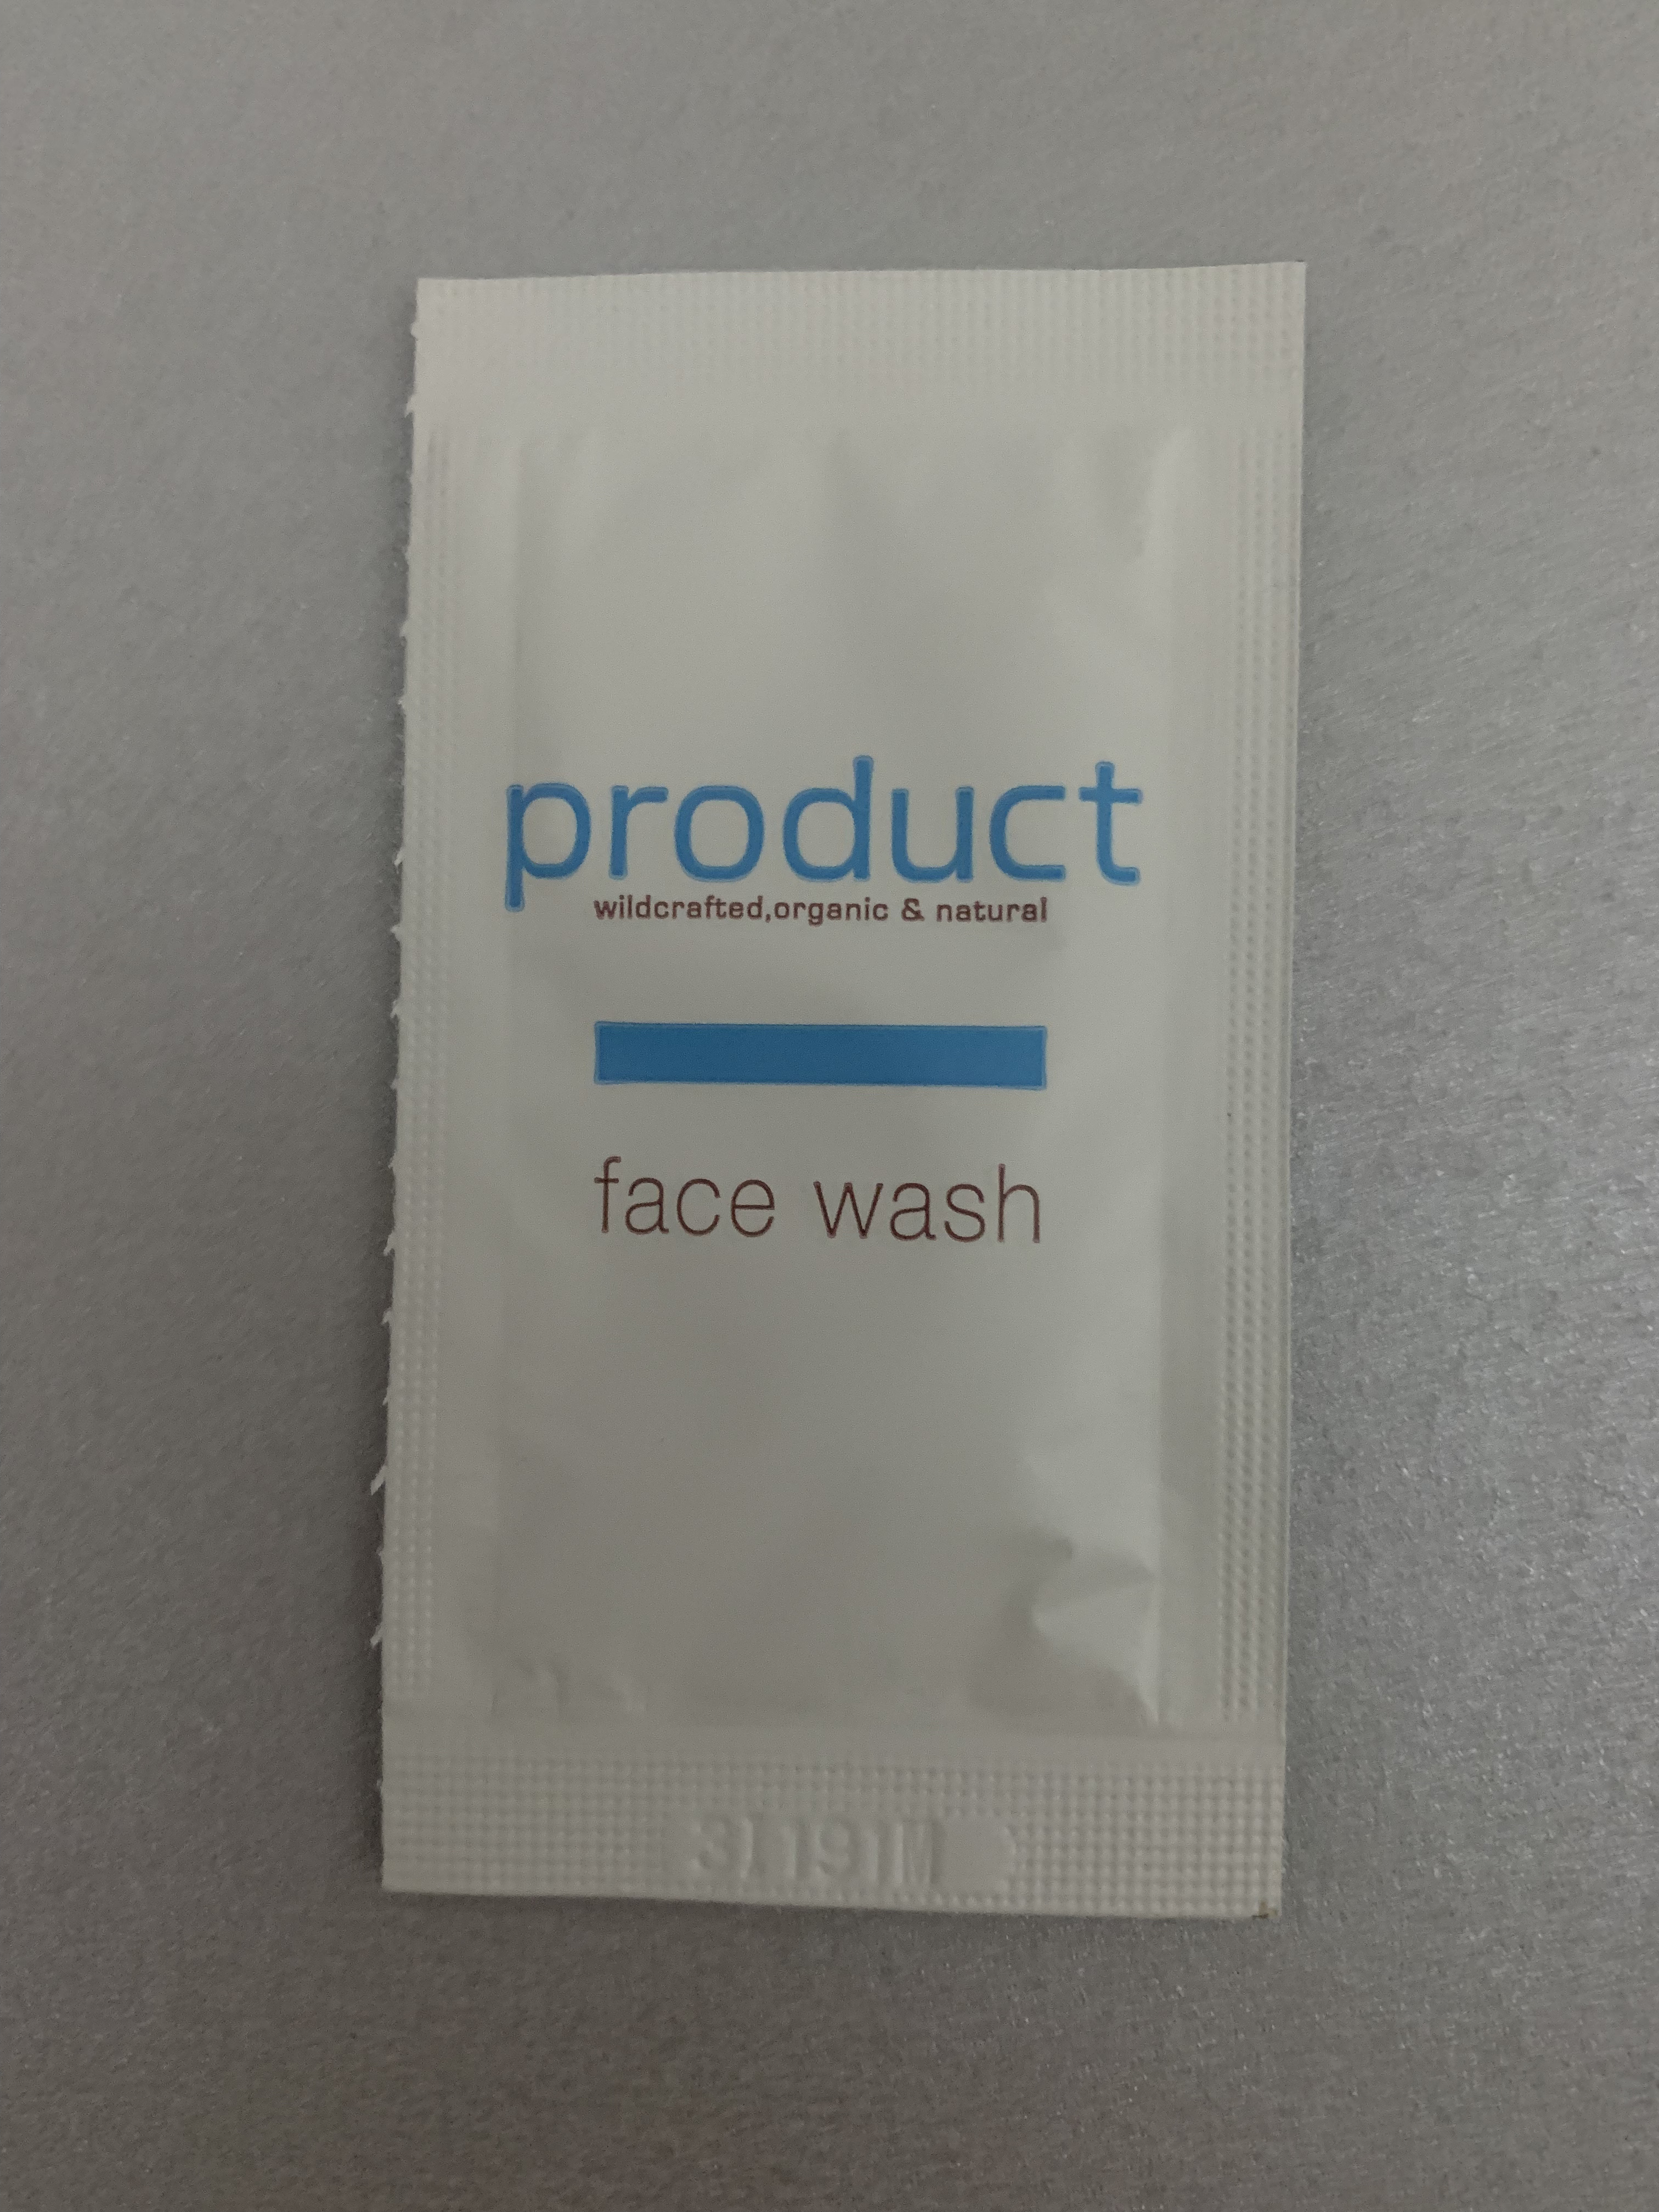 product
wildcrafted,organic & natural
face wash